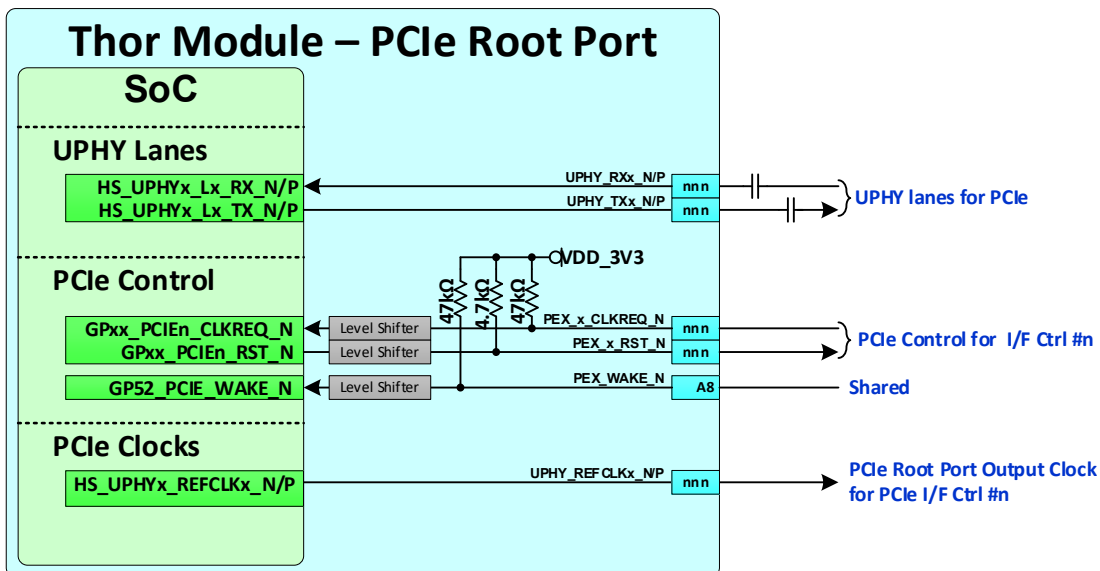 Thor Module – PCIe Root Port
SoC
UPHY Lanes
HS_UPHYx_Lx_RX_N/P
HS_UPHYx_Lx_TX_N/P
UPHY_RXx_N/P
nnn
UPHY_TXx_N/P
nnn
UPHY lanes for PCIe
VDD_3V3
47kΩ
4.7kΩ
47kΩ
PCIe Control
GPxx_PCIEn_CLKREQ_N
Level Shifter
PEX_x_CLKREQ_N
nnn
GPxx_PCIEn_RST_N
Level Shifter
PEX_x_RST_N
nnn
PCIe Control for I/F Ctrl #n
GP52_PCIE_WAKE_N
Level Shifter
PEX_WAKE_N
A8
Shared
PCIe Clocks
HS_UPHYx_REFCLKx_N/P
UPHY_REFCLKx_N/P
nnn
PCIe Root Port Output Clock
for PCIe I/F Ctrl #n